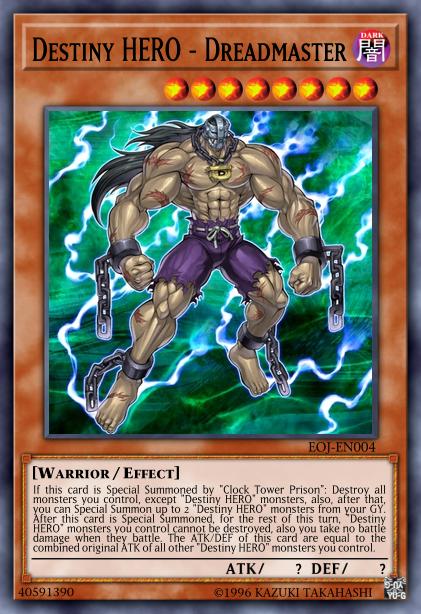 DESTINY HERO - DREADMASTER
DARK
闇
D
EOJ-EN004
[WARRIOR / EFFECT]
If this card is Special Summoned by "Clock Tower Prison": Destroy all
monsters you control, except "Destiny HERO" monsters, also, after that,
you can Special Summon up to 2 "Destiny HERO" monsters from your GY.
After this card is Special Summoned, for the rest of this turn, "Destiny
HERO" monsters you control cannot be destroyed, also you take no battle
damage when they battle. The ATK/DEF of this card are equal to the
combined original ATK of all other "Destiny HERO" monsters you control.
ATK/ ? DEF/ ?
40591390 ©1996 KAZUKI TAKAHASHI